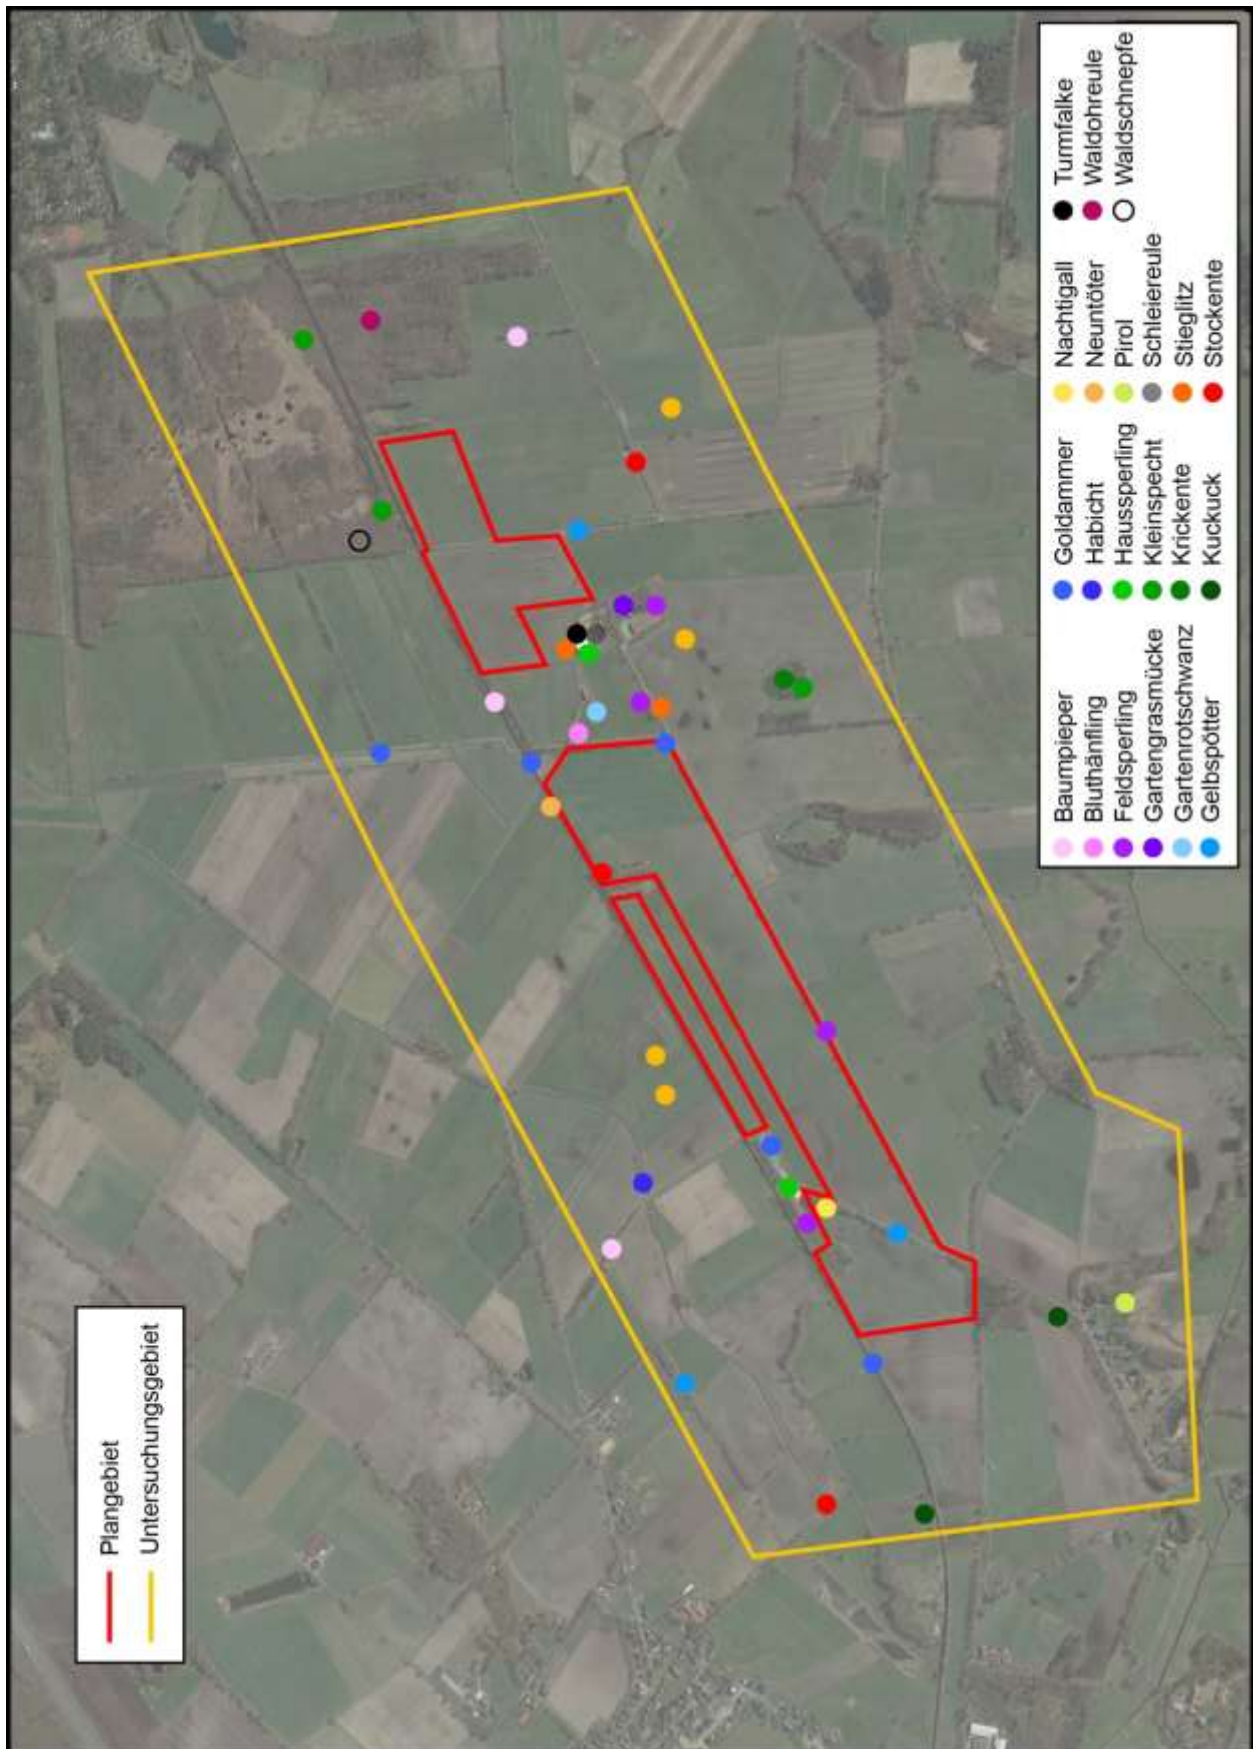 Plangebiet
Untersuchungsgebiet
Baumpieper
Bluthänfling
Feldsperling
Gartengrasmücke
Gartenrotschwanz
Gelbspötter
Goldammer
Habicht
Haussperling
Kleinspecht
Krickente
Kuckuck
Nachtigall
Neuntöter
Pirol
Schleiereule
Stieglitz
Stockente
Turmfalke
Waldohreule
Waldschnepfe